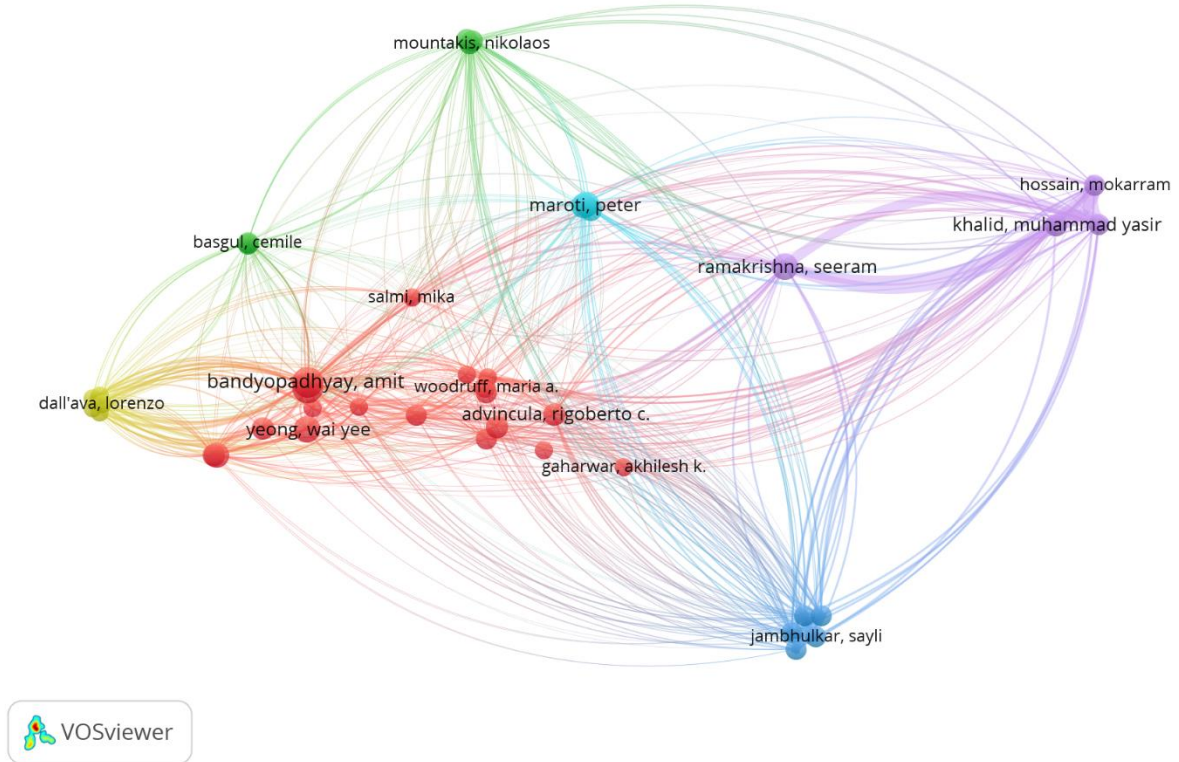 mountakis, nikolaos
hossain, mokarram
maroti, peter
khalid, muhammad yasir
basgul, cemile
ramakrishna, seeram
salmi, mika
bandyopadhyay, amit
woodruff, maria a.
dall'ava, lorenzo
advincula, rigoberto c.
yeong, wai yee
gaharwar, akhilesh k.
jambhulkar, sayli
VOSviewer